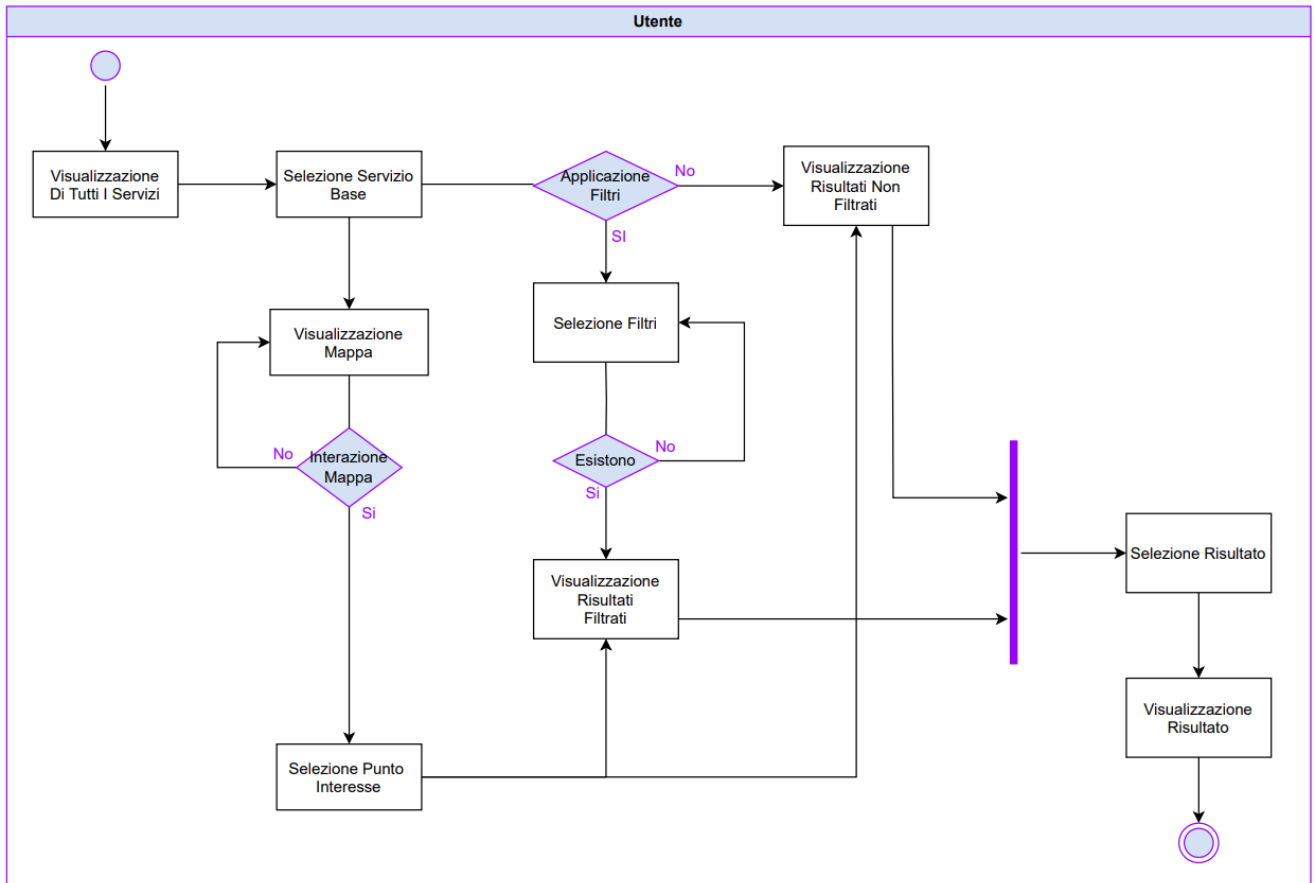 Utente
Visualizzazione
Di Tutti I Servizi
Selezione Servizio
Base
Applicazione
Filtri
No
Visualizzazione
Risultati Non
Filtrati
SI
Visualizzazione
Mappa
Selezione Filtri
No
Interazione
Mappa
Si
Esistono
No
Si
Visualizzazione
Risultati
Filtrati
Selezione Risultato
Visualizzazione
Risultato
Selezione Punto
Interesse